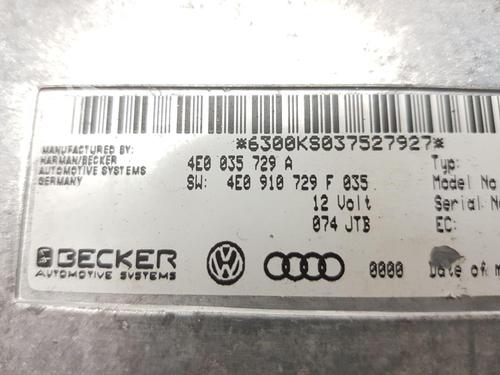 *6300KS037527927*
MANUFACTURED BY:
HARMAN/BECKER
AUTOMOTIVE SYSTEMS
GERMANY
4E0 035 729 A
SW: 4E0 910 729 F 035
12 Volt
074 JTB
Typ:
Model No
Serial No
EC:
BECKER
AUTOMOTIVE SYSTEMS
0000
Date of m